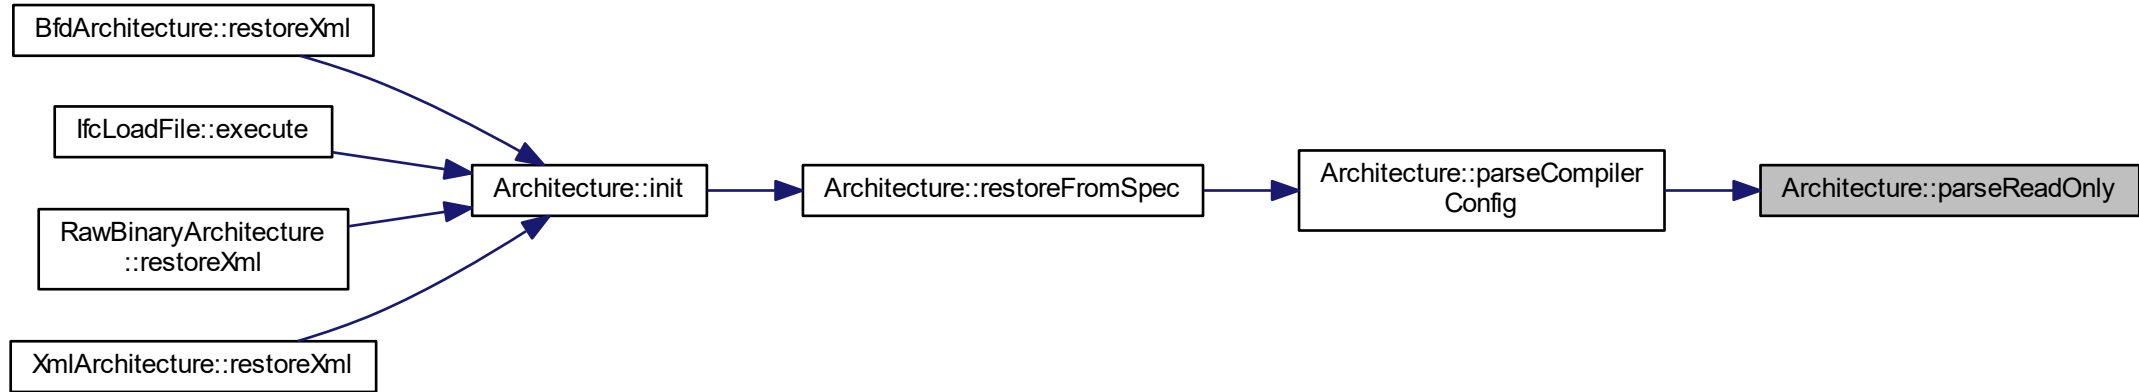 BfdArchitecture::restoreXml
IfcLoadFile::execute
RawBinaryArchitecture
::restoreXml
XmlArchitecture::restoreXml
Architecture::init
Architecture::restoreFromSpec
Architecture::parseCompiler
Config
Architecture::parseReadOnly